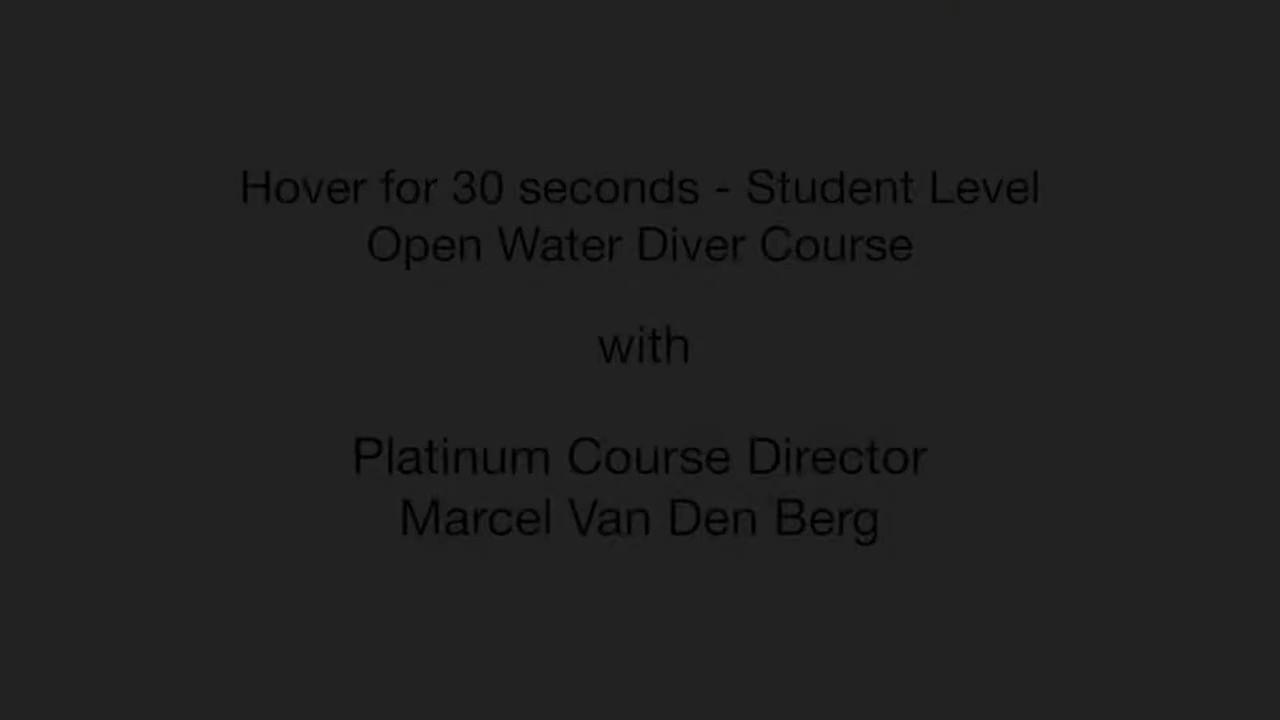 Hover for 30 seconds - Student Level
Open Water Diver Course
with
Platinum Course Director
Marcel Van Den Berg